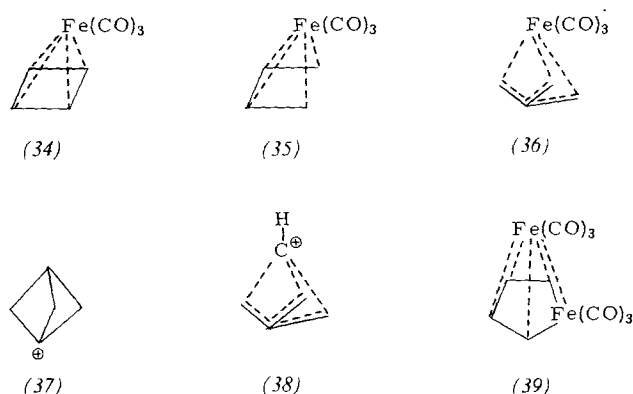 Fe(CO)₃ Fe(CO)₃ Fe(CO)₃
(34) (35) (36)
H
C⊕
Fe(CO)₃
Fe(CO)₃
⊕
(37) (38) (39)